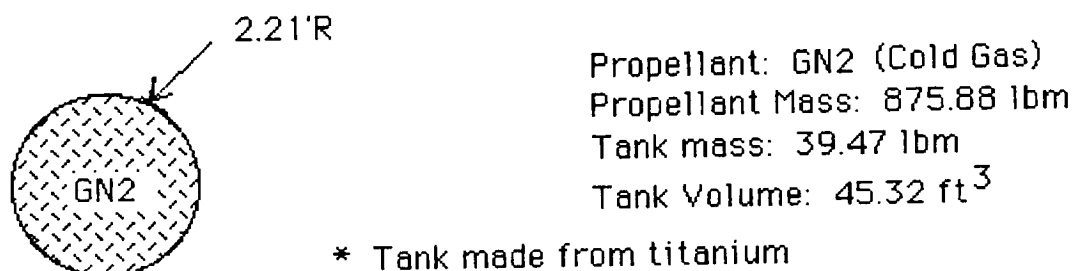 2.21'R
Propellant: GN2 (Cold Gas)
Propellant Mass: 875.88 lbm
Tank mass: 39.47 lbm
Tank Volume: 45.32 ft³
GN2
* Tank made from titanium